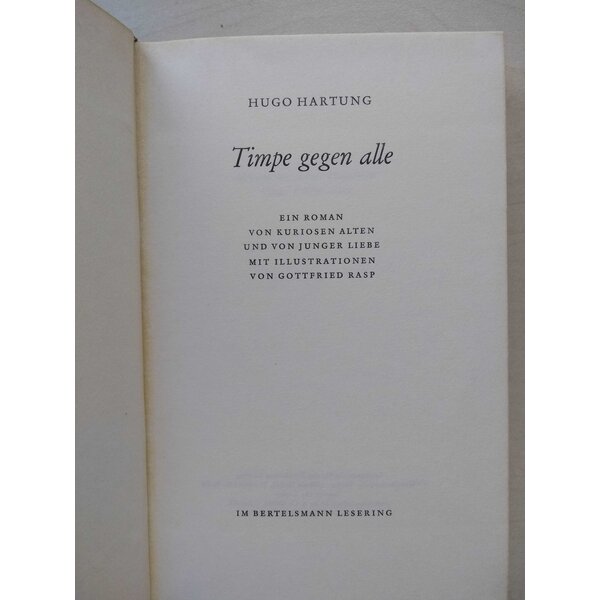 HUGO HARTUNG
Timpe gegen alle
EIN ROMAN
VON KURIOSEN ALTEN
UND VON JUNGER LIEBE
MIT ILLUSTRATIONEN
VON GOTTFRIED RASP
IM BERTELSMANN LESERING